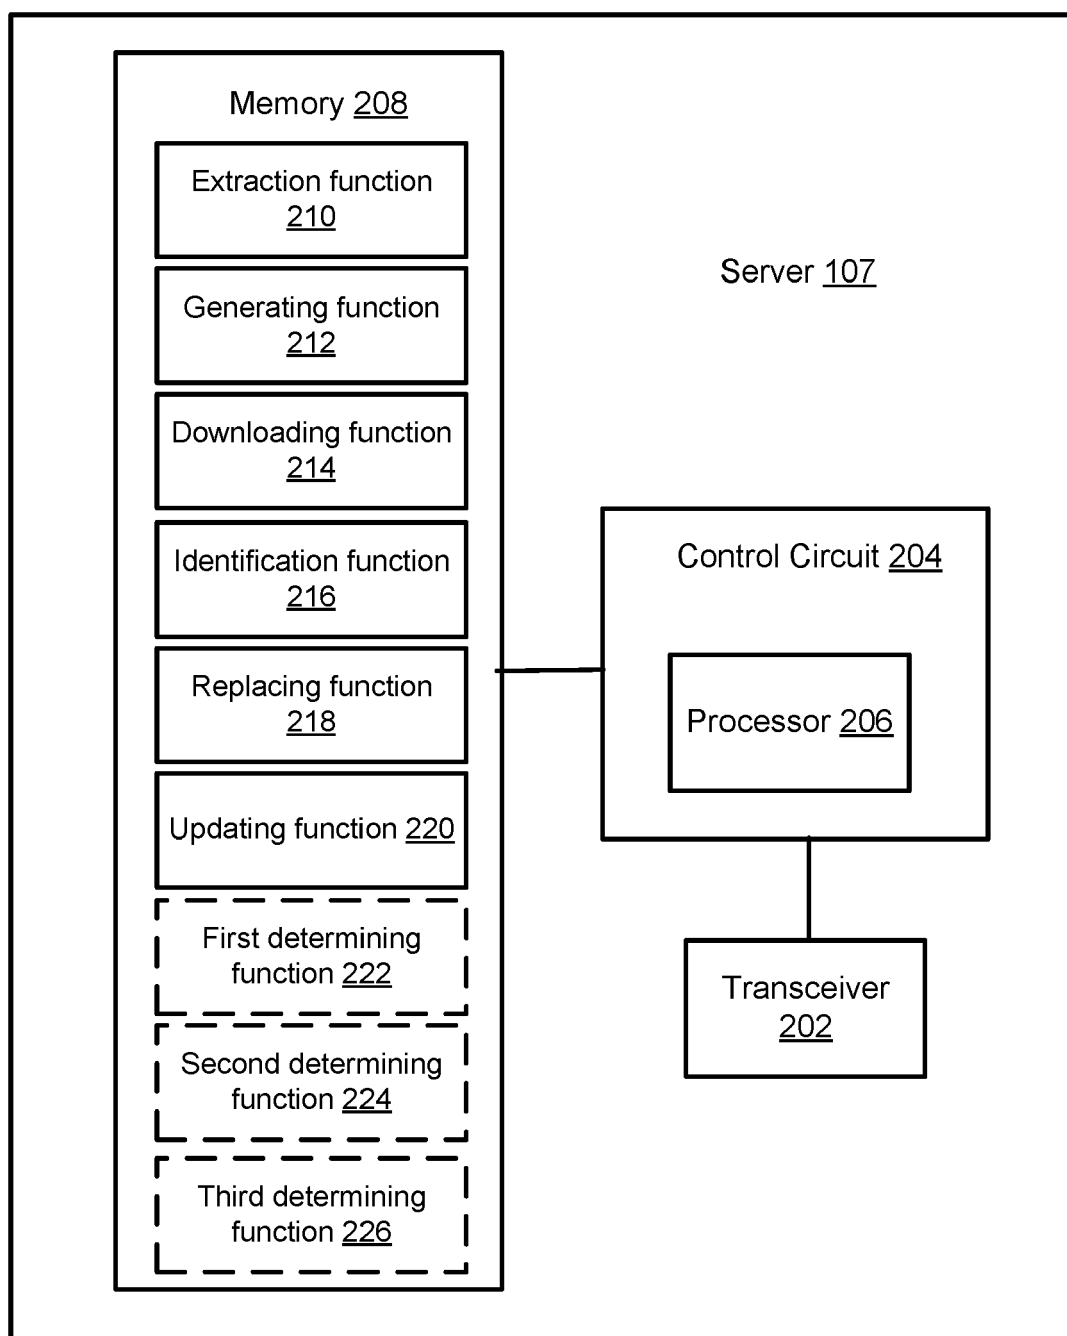 Memory 208
Extraction function
210
Generating function
212
Downloading function
214
Identification function
216
Replacing function
218
Updating function 220
First determining
function 222
Second determining
function 224
Third determining
function 226
Server 107
Control Circuit 204
Processor 206
Transceiver
202